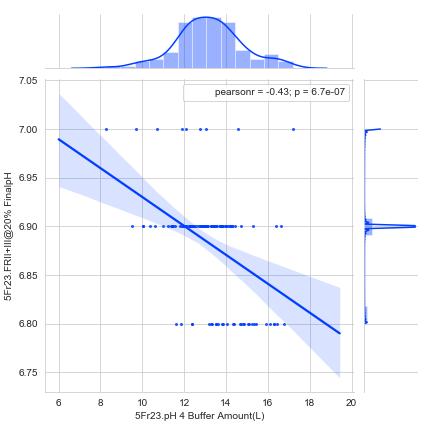 pearsonr = -0.43; p = 6.7e-07
7.05
7.00
6.95
6.90
6.85
6.80
6.75
5Fr23.FRII+III@20% FinalpH
6 8 10 12 14 16 18 20
5Fr23.pH 4 Buffer Amount(L)